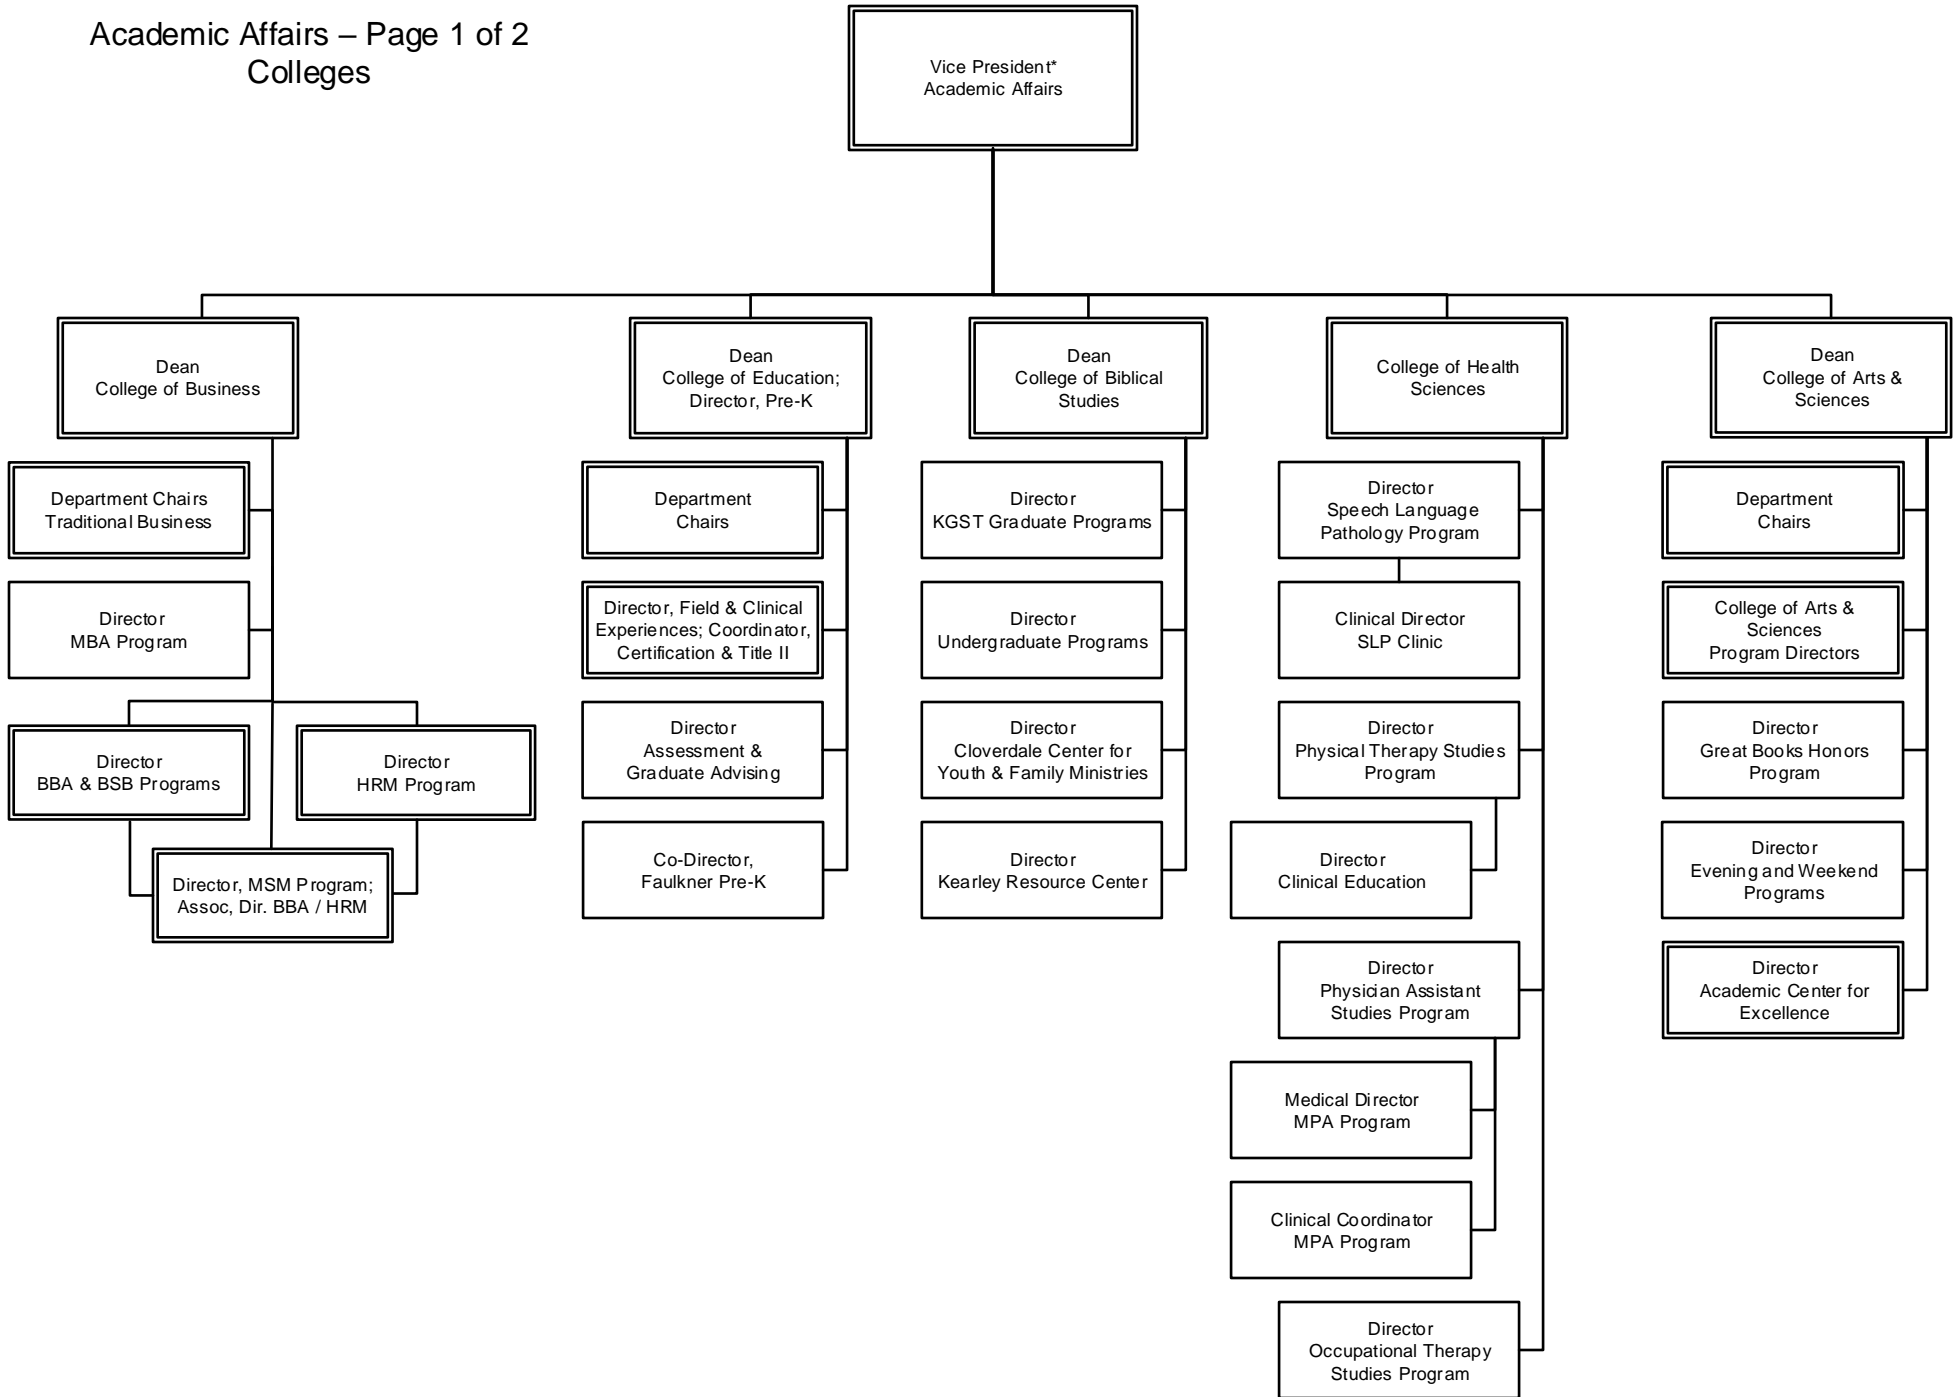 Academic Affairs – Page 1 of 2
Colleges
Vice President*
Academic Affairs
Dean
College of Business
Department Chairs
Traditional Business
Director
MBA Program
Director
BBA & BSB Programs
Director
HRM Program
Director, MSM Program;
Assoc, Dir. BBA / HRM
Dean
College of Education;
Director, Pre-K
Department
Chairs
Director, Field & Clinical
Experiences; Coordinator,
Certification & Title II
Director
Assessment &
Graduate Advising
Co-Director,
Faulkner Pre-K
Dean
College of Biblical
Studies
Director
KGST Graduate Programs
Director
Undergraduate Programs
Director
Cloverdale Center for
Youth & Family Ministries
Director
Kearley Resource Center
College of Health
Sciences
Director
Speech Language
Pathology Program
Clinical Director
SLP Clinic
Director
Physical Therapy Studies
Program
Director
Clinical Education
Director
Physician Assistant
Studies Program
Medical Director
MPA Program
Clinical Coordinator
MPA Program
Director
Occupational Therapy
Studies Program
Dean
College of Arts &
Sciences
Department
Chairs
College of Arts &
Sciences
Program Directors
Director
Great Books Honors
Program
Director
Evening and Weekend
Programs
Director
Academic Center for
Excellence